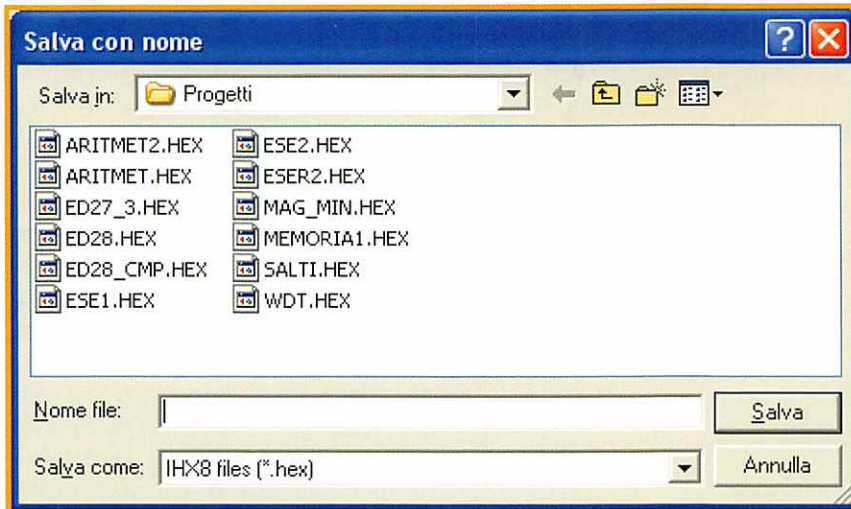 Salva con nome
Salva in: Progetti
ARITMET2.HEX
ARITMET.HEX
ED27_3.HEX
ED28.HEX
ED28_CMP.HEX
ESE1.HEX
ESE2.HEX
ESER2.HEX
MAG_MIN.HEX
MEMORIA1.HEX
SALTI.HEX
WDT.HEX
Nome file:
Salva
Salva come: IHX8 files (*.hex)
Annulla